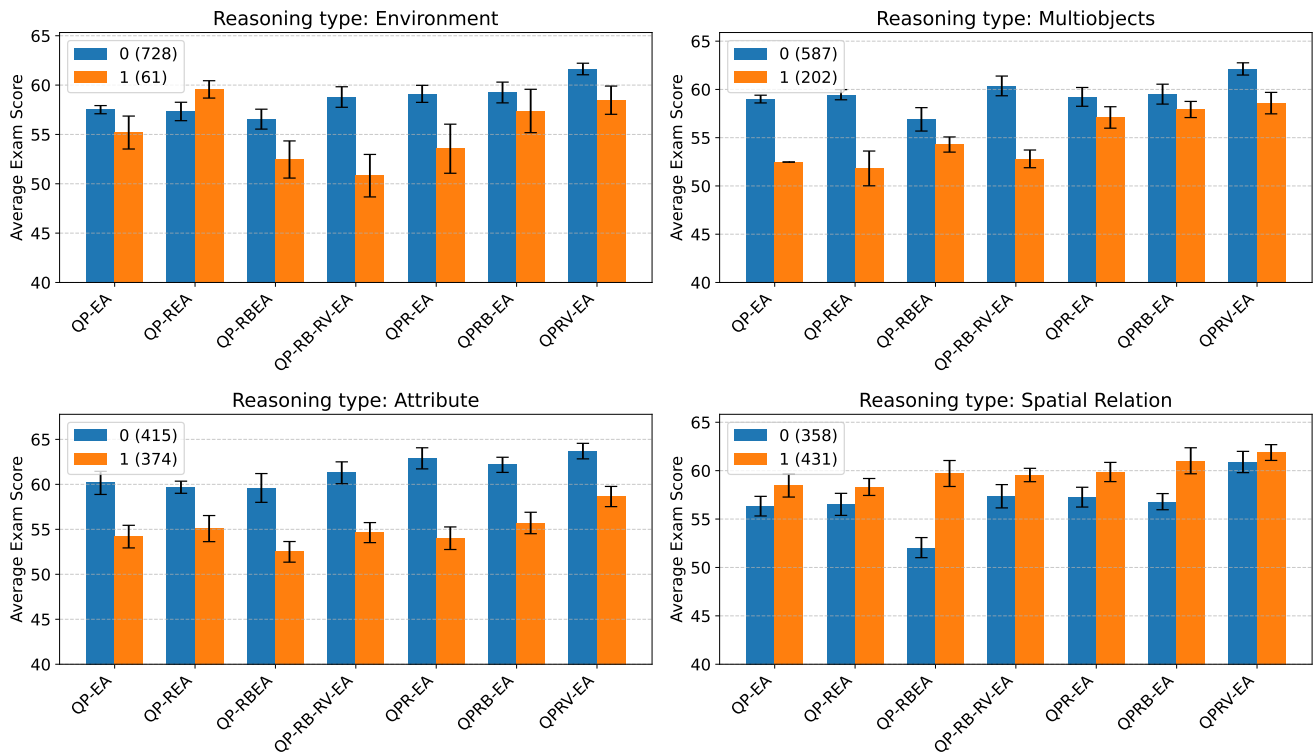 Reasoning type: Environment
Average Exam Score
65
60
55
50
45
40
0 (728)
1 (61)
QP-EA
QP-REA
QP-RBEA
QP-RB-RV-EA
QPR-EA
QPRB-EA
QPRV-EA
Reasoning type: Multiobjects
Average Exam Score
65
60
55
50
45
40
0 (587)
1 (202)
QP-EA
QP-REA
QP-RBEA
QP-RB-RV-EA
QPR-EA
QPRB-EA
QPRV-EA
Reasoning type: Attribute
Average Exam Score
65
60
55
50
45
40
0 (415)
1 (374)
QP-EA
QP-REA
QP-RBEA
QP-RB-RV-EA
QPR-EA
QPRB-EA
QPRV-EA
Reasoning type: Spatial Relation
Average Exam Score
65
60
55
50
45
40
0 (358)
1 (431)
QP-EA
QP-REA
QP-RBEA
QP-RB-RV-EA
QPR-EA
QPRB-EA
QPRV-EA